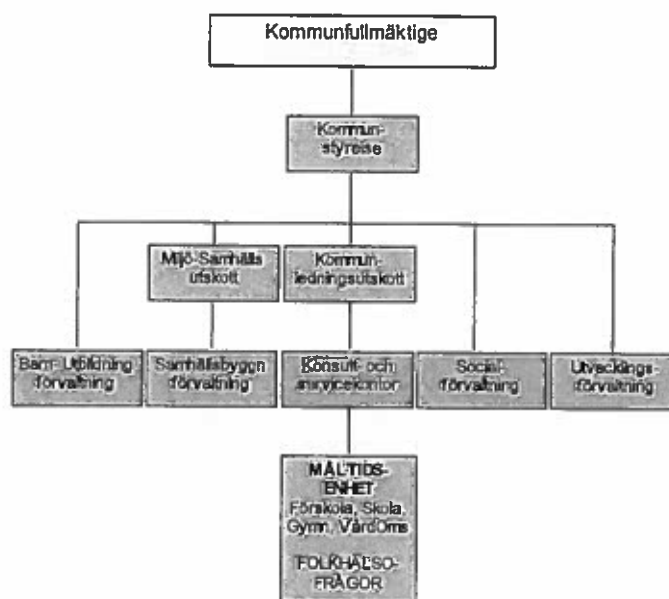 Kommunfullmäktige
Kommun-
styrelse
Miljö-Samhälls
utskott
Kommun-
ledningsutskott
Barn-Utbildning
förvaltning
Samhällsbyggn
förvaltning
Konsult- och
servicekontor
Social-
förvaltning
Utvecklings-
förvaltning
MÅLTIDS-
ENHET
Förskola, Skola,
Gymn, VårdOms
FOLKHÄLSO-
FRÅGOR